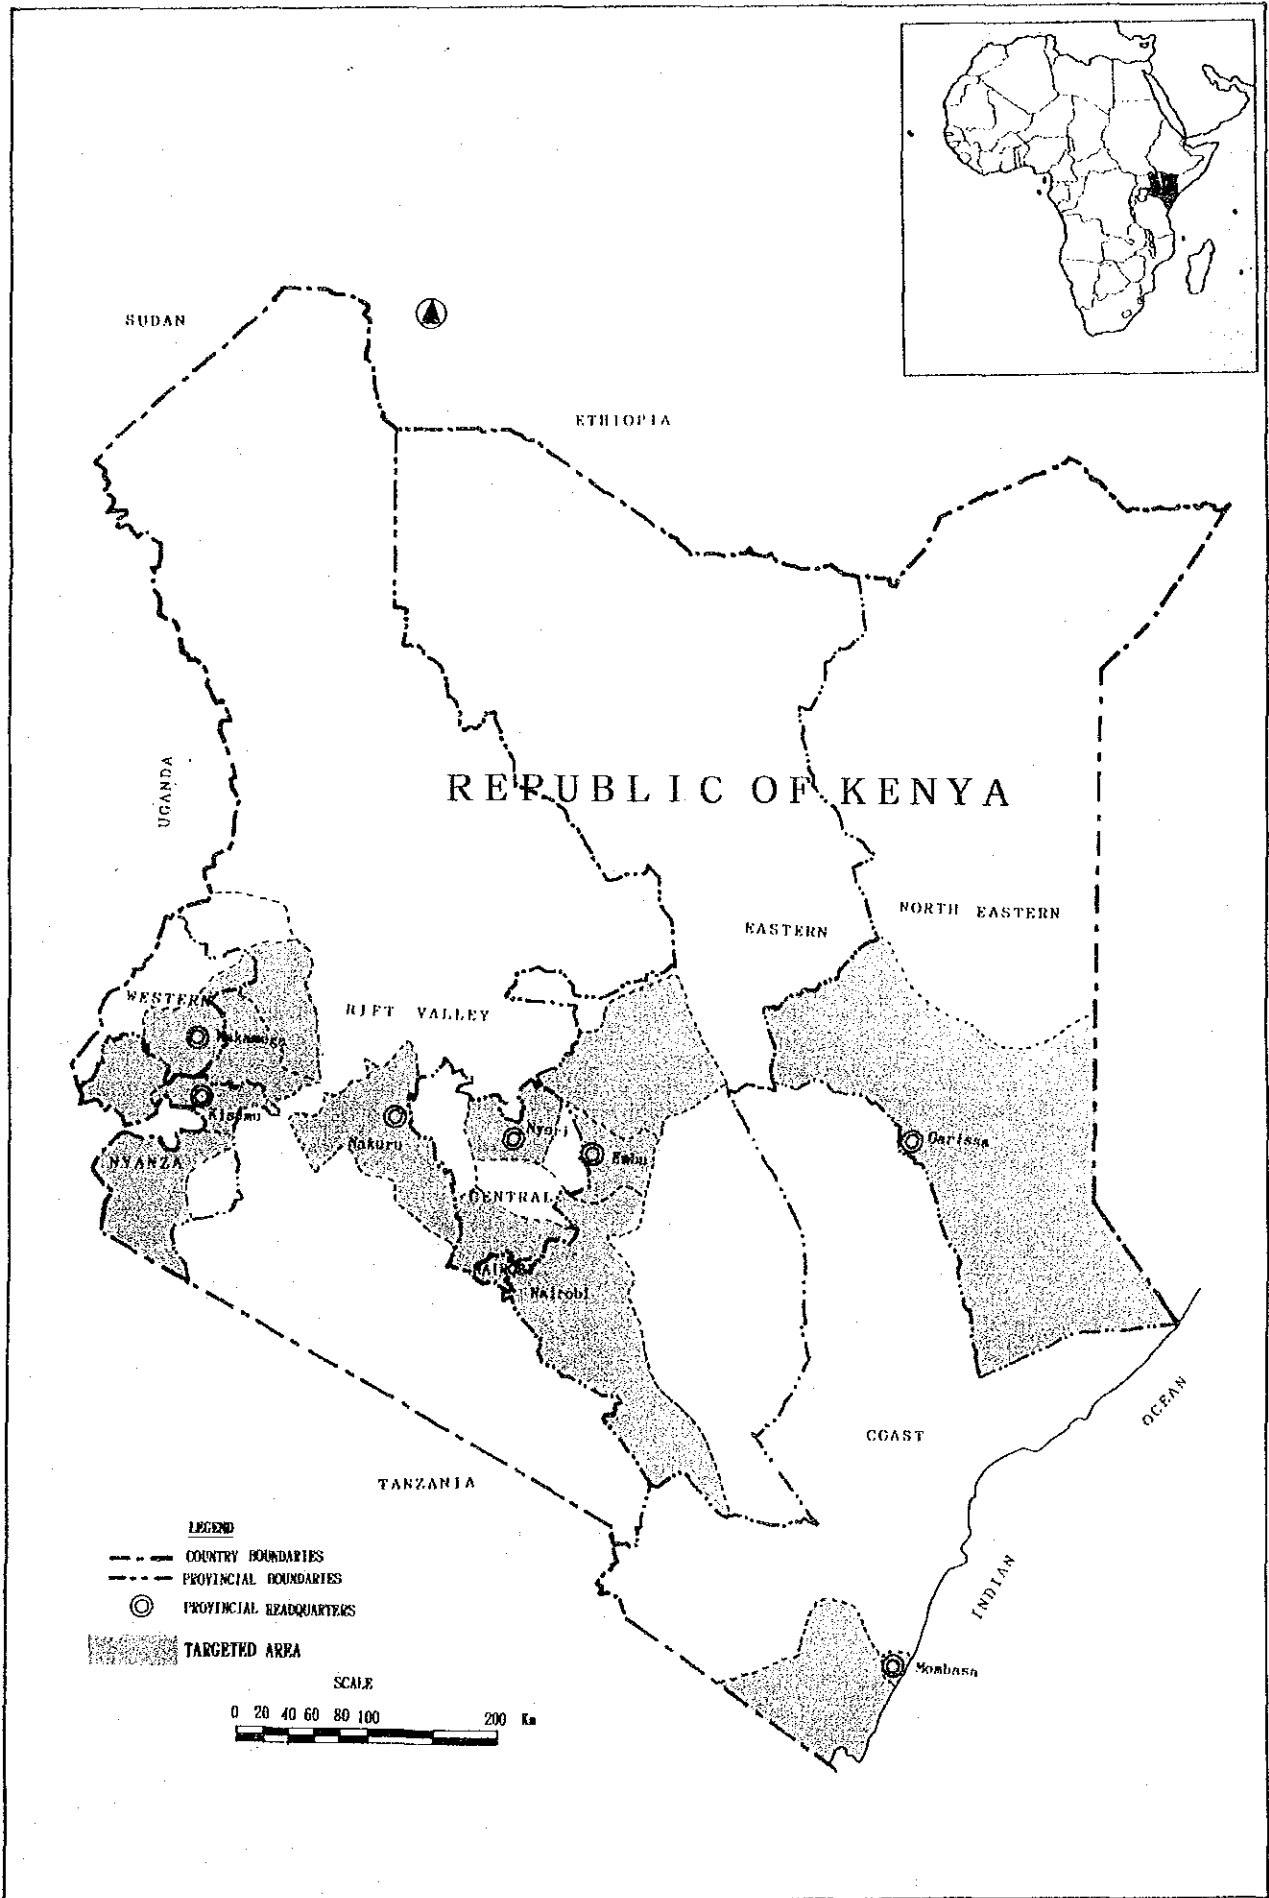 SUDAN
ETHIOPIA
UGANDA
REPUBLIC OF KENYA
NORTH EASTERN
EASTERN
WESTERN
RIFT VALLEY
Kisumu
Nyeri
Garissa
Nakuru
Embu
NYANZA
CENTRAL
NAIROBI
Nairobi
COAST
OCEAN
TANZANIA
INDIAN
LEGEND
COUNTRY BOUNDARIES
PROVINCIAL BOUNDARIES
PROVINCIAL HEADQUARTERS
TARGETED AREA
Mombasa
SCALE
0 20 40 60 80 100 200 Km